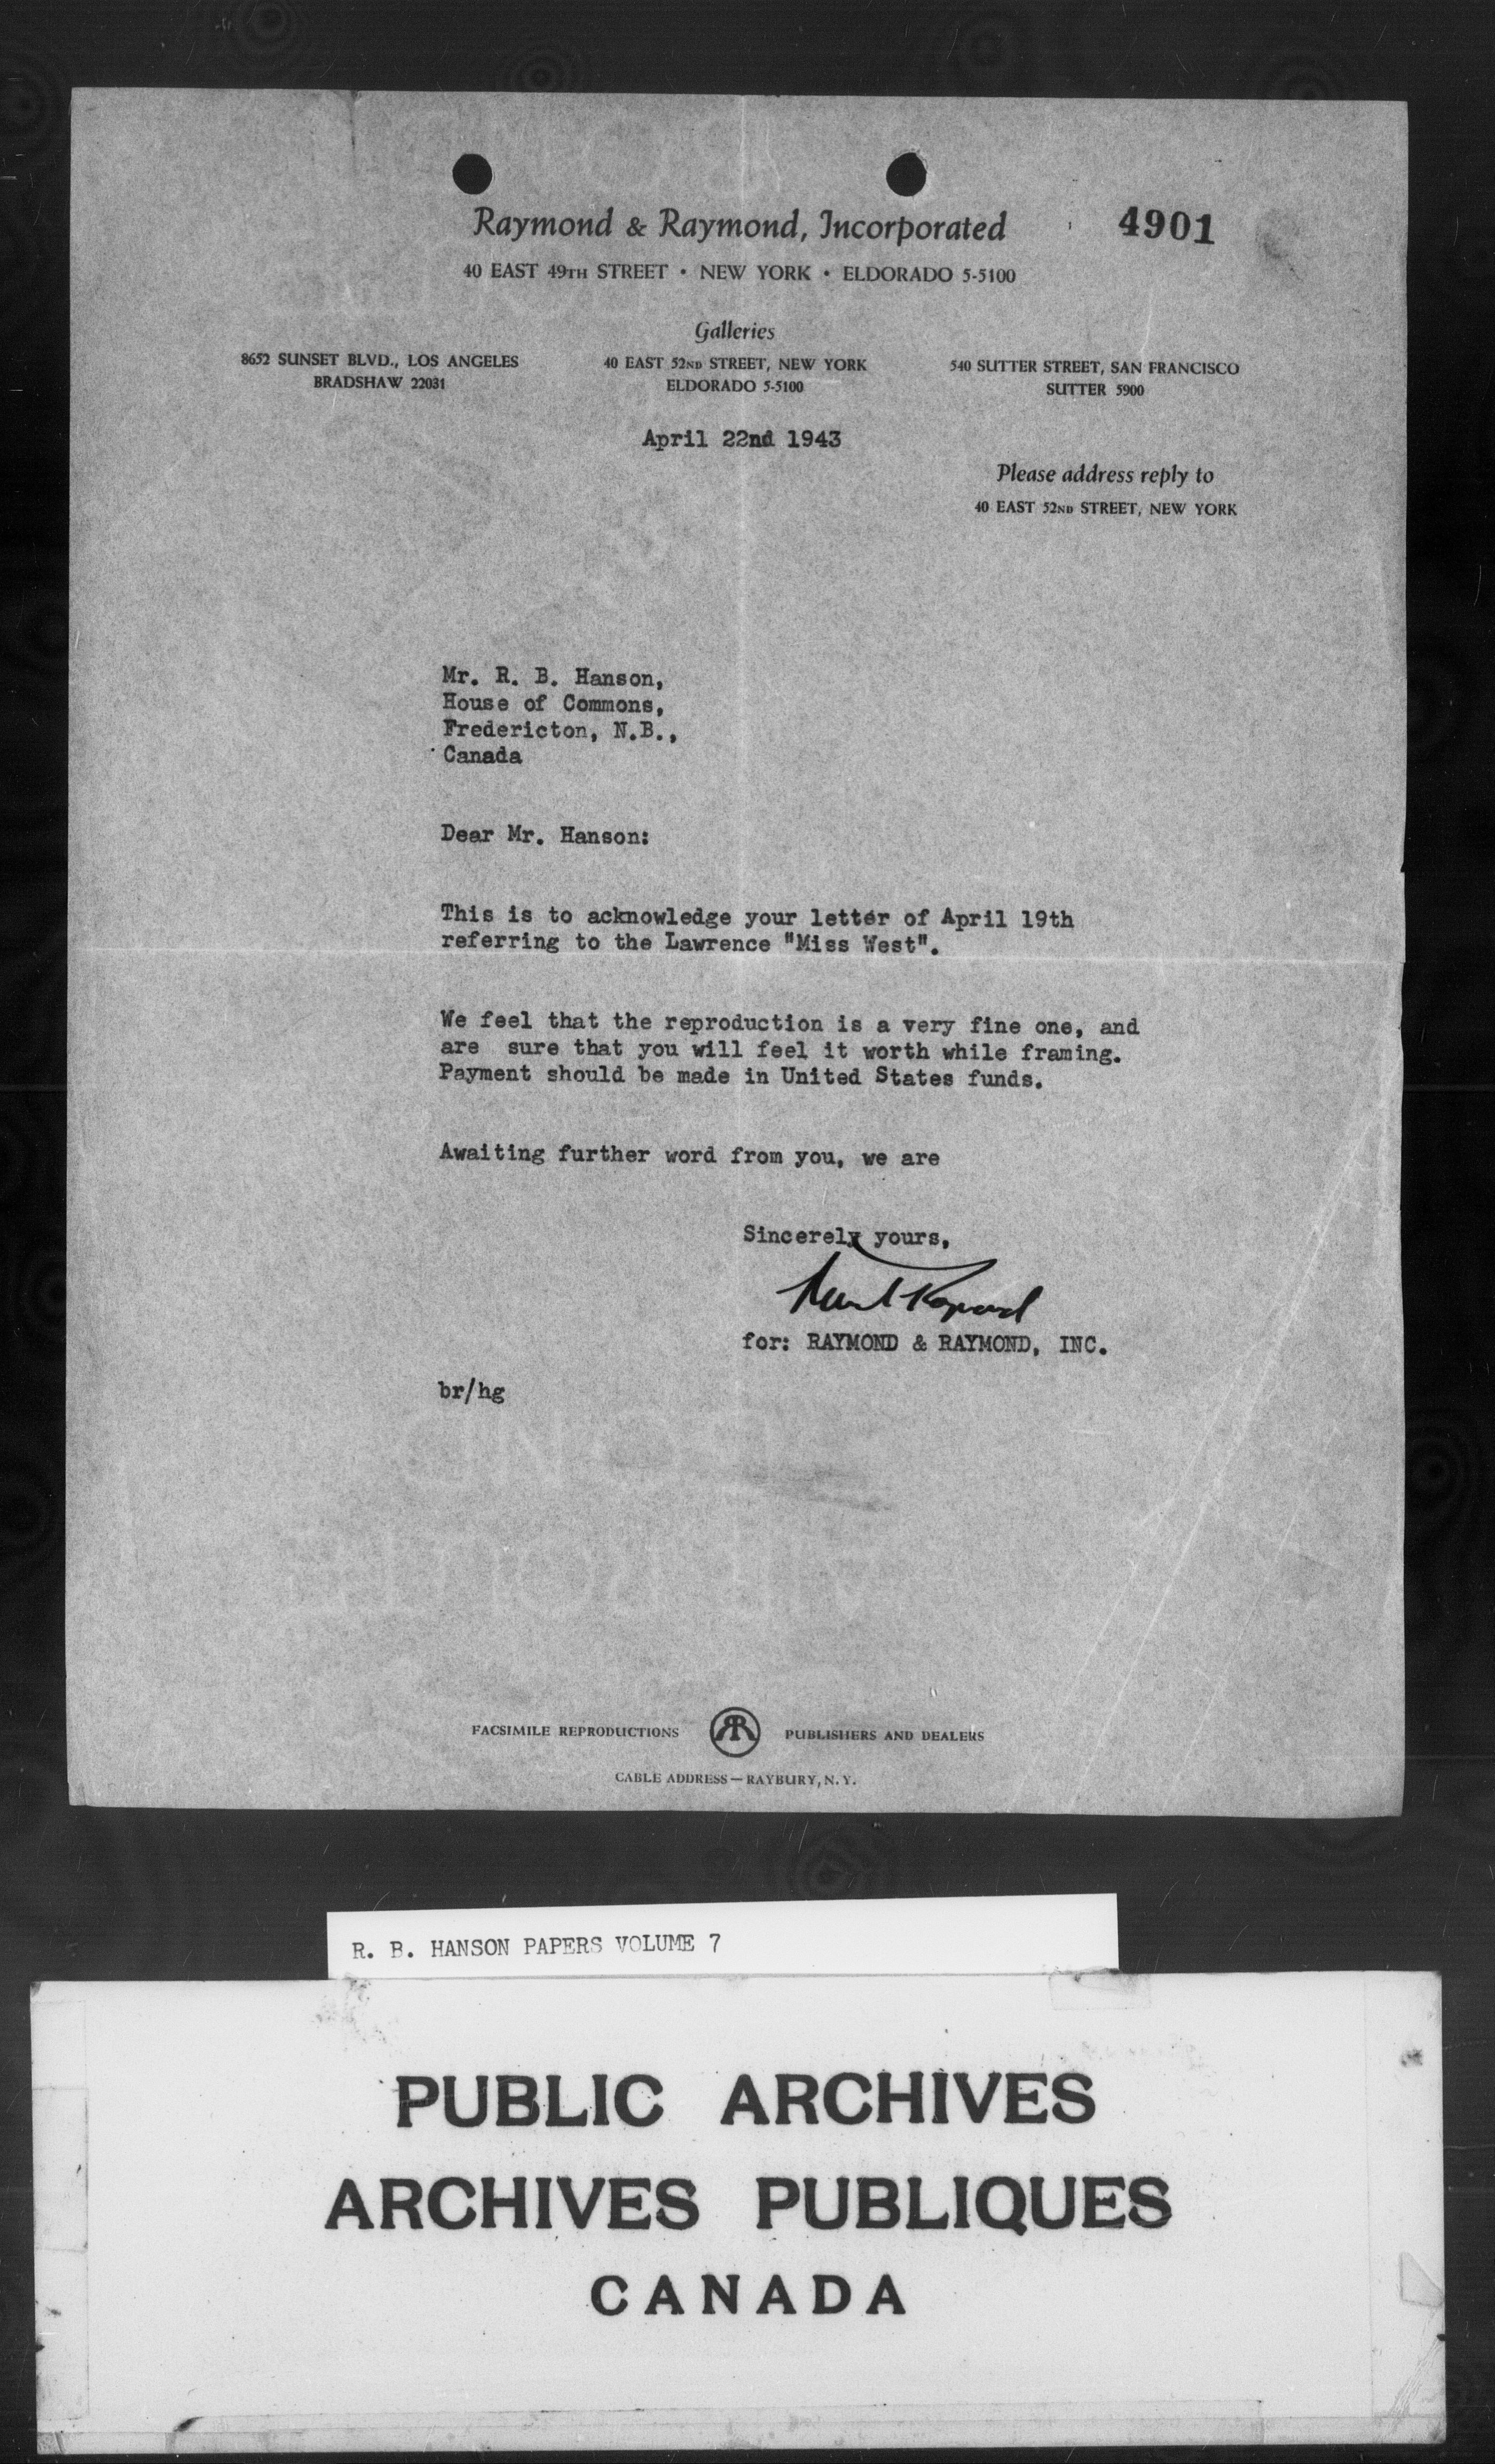 Raymond & Raymond, Incorporated 4901
40 EAST 49TH STREET • NEW YORK • ELDORADO 5-5100
Galleries
8652 SUNSET BLVD., LOS ANGELES
BRADSHAW 22031
40 EAST 52ND STREET, NEW YORK
ELDORADO 5-5100
540 SUTTER STREET, SAN FRANCISCO
SUTTER 5900
April 22nd 1943
Please address reply to
40 EAST 52ND STREET, NEW YORK
Mr. R. B. Hanson,
House of Commons,
Fredericton, N.B.,
Canada
Dear Mr. Hanson:
This is to acknowledge your letter of April 19th
referring to the Lawrence "Miss West".
We feel that the reproduction is a very fine one, and
are sure that you will feel it worth while framing.
Payment should be made in United States funds.
Awaiting further word from you, we are
Sincerely yours,
for: RAYMOND & RAYMOND, INC.
br/hg
FACSIMILE REPRODUCTIONS RR PUBLISHERS AND DEALERS
CABLE ADDRESS—RAYBURY, N.Y.
R. B. HANSON PAPERS VOLUME 7
PUBLIC ARCHIVES
ARCHIVES PUBLIQUES
CANADA